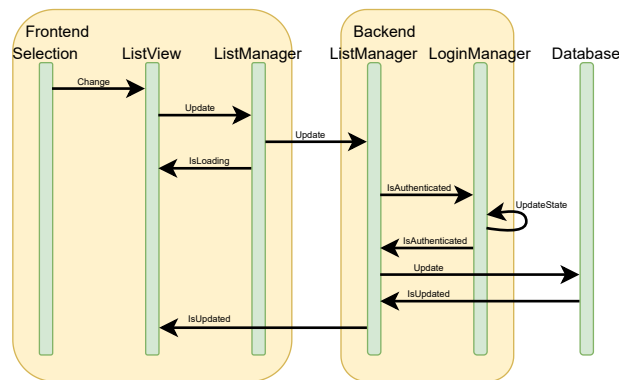 Frontend
Backend
Selection
ListView
ListManager
ListManager
LoginManager
Database
Change
Update
Update
IsLoading
IsAuthenticated
UpdateState
IsAuthenticated
Update
IsUpdated
IsUpdated